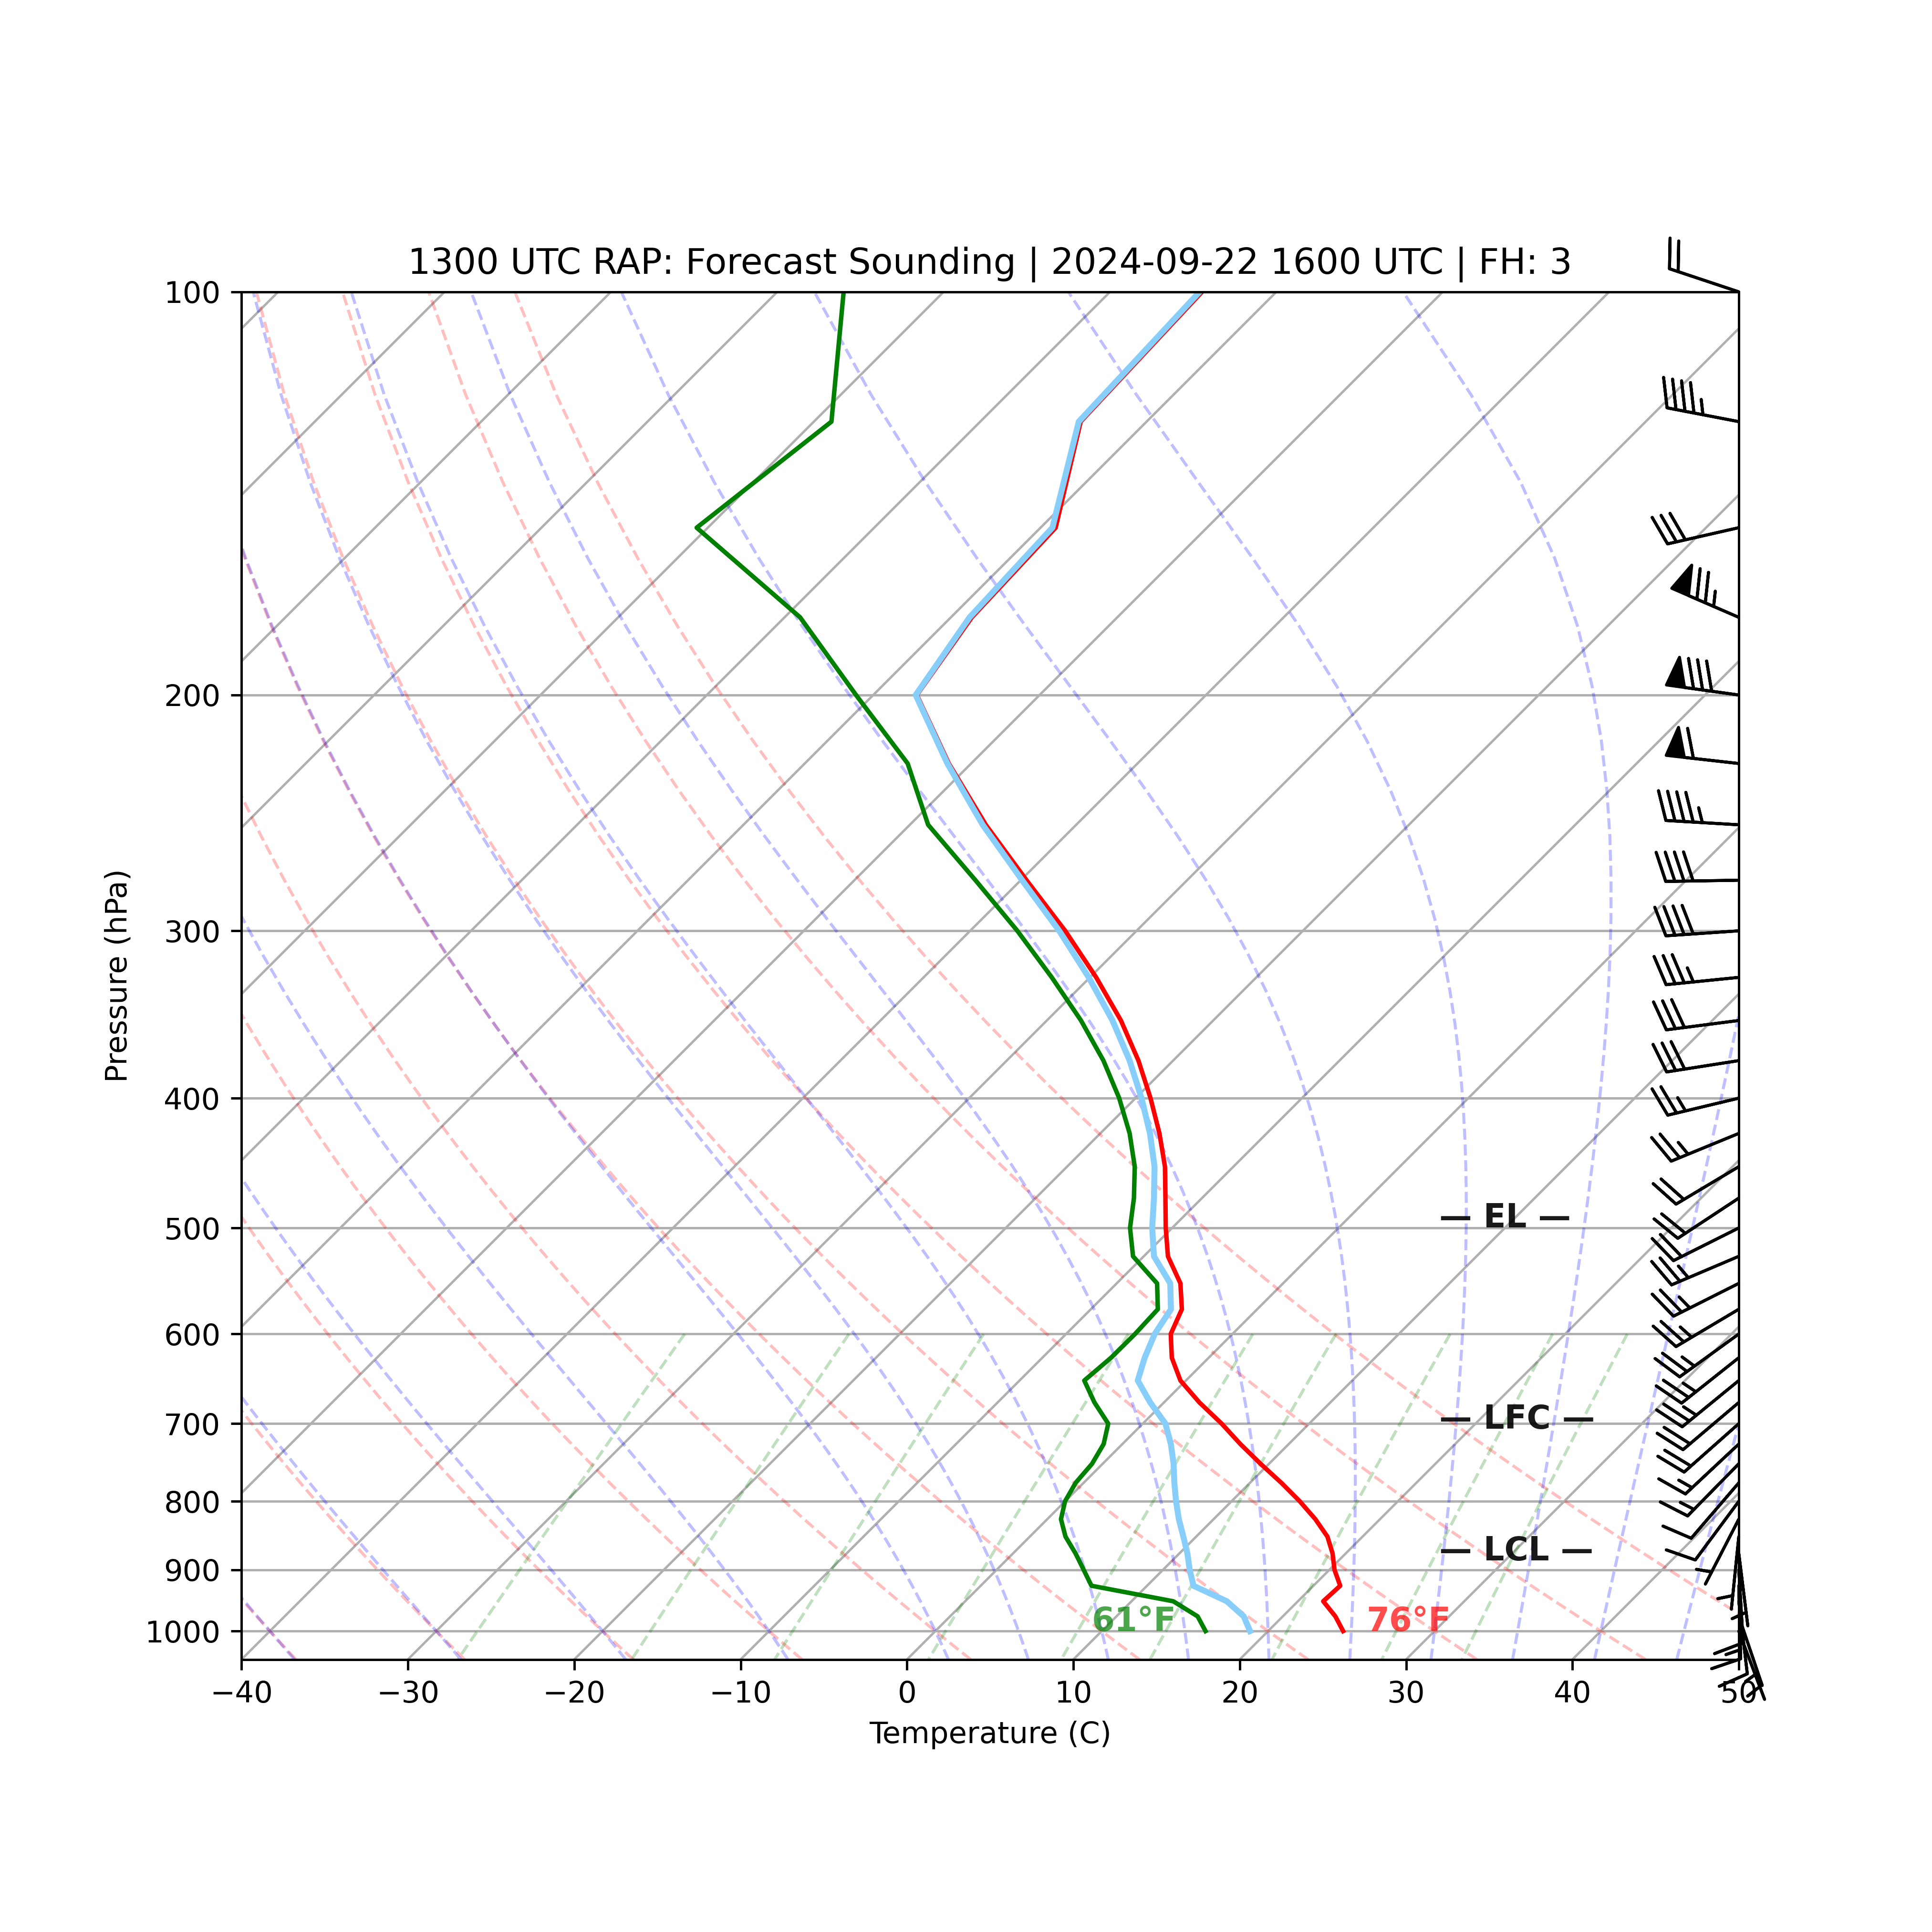 1300 UTC RAP: Forecast Sounding | 2024-09-22 1600 UTC | FH: 3
100
200
300
400
500
600
700
800
900
1000
Pressure (hPa)
— EL —
— LFC —
— LCL —
61°F
76°F
−40 −30 −20 −10 0 10 20 30 40 50
Temperature (C)